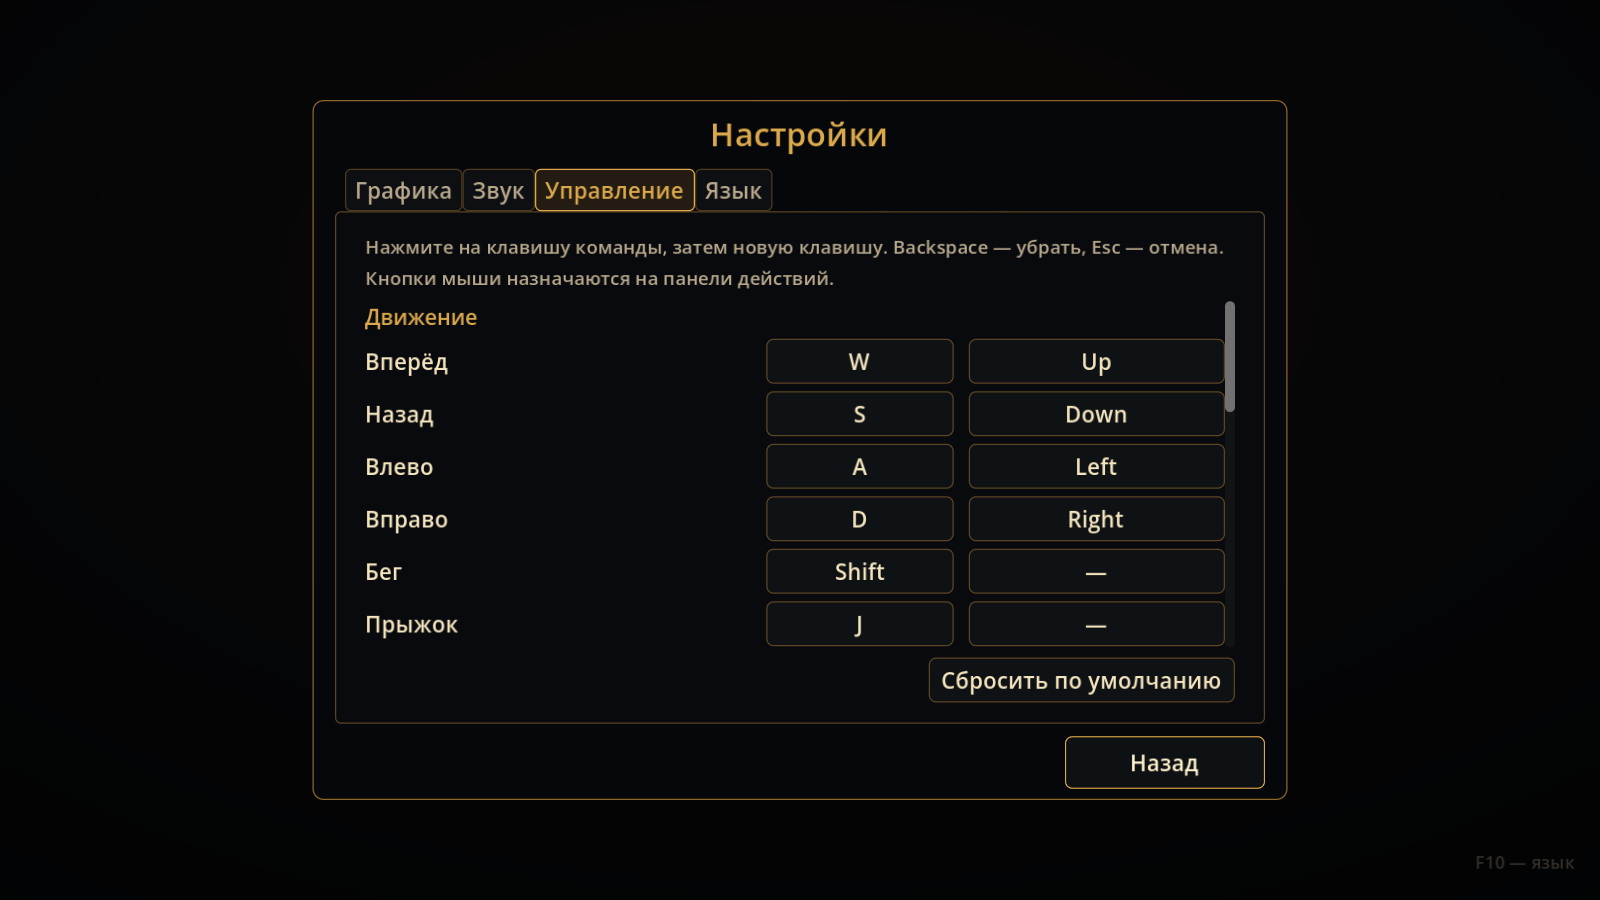 Настройки
Графика Звук Управление Язык
Нажмите на клавишу команды, затем новую клавишу. Backspace — убрать, Esc — отмена.
Кнопки мыши назначаются на панели действий.
Движение
Вперёд W Up
Назад S Down
Влево A Left
Вправо D Right
Бег Shift —
Прыжок J —
Сбросить по умолчанию
Назад
F10 — язык